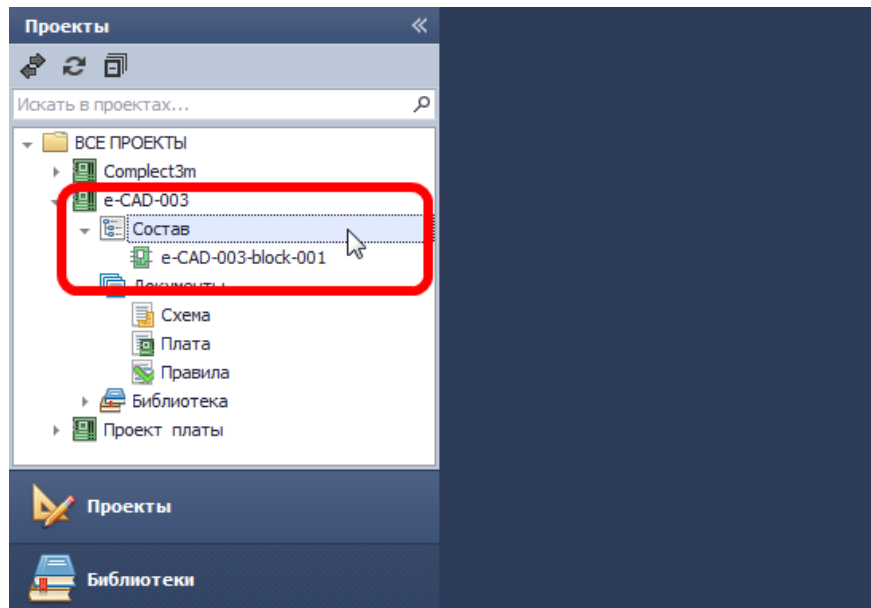 Проекты
Искать в проектах...
ВСЕ ПРОЕКТЫ
Complect3m
e-CAD-003
Состав
e-CAD-003-block-001
Документы
Схема
Плата
Правила
Библиотека
Проект платы
Проекты
Библиотеки